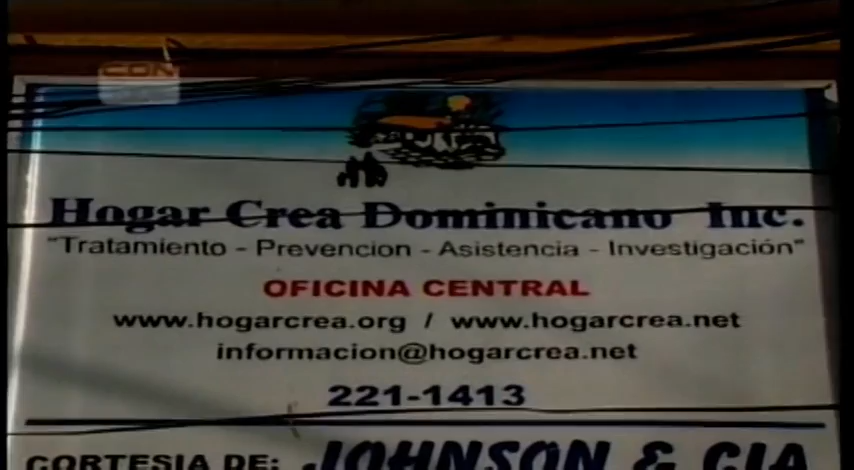 CDN
Hogar Crea Dominicano Inc.
"Tratamiento - Prevencion - Asistencia - Investigación"
OFICINA CENTRAL
www.hogarcrea.org / www.hogarcrea.net
informacion@hogarcrea.net
221-1413
CORTESIA DE: JOHNSON & CIA